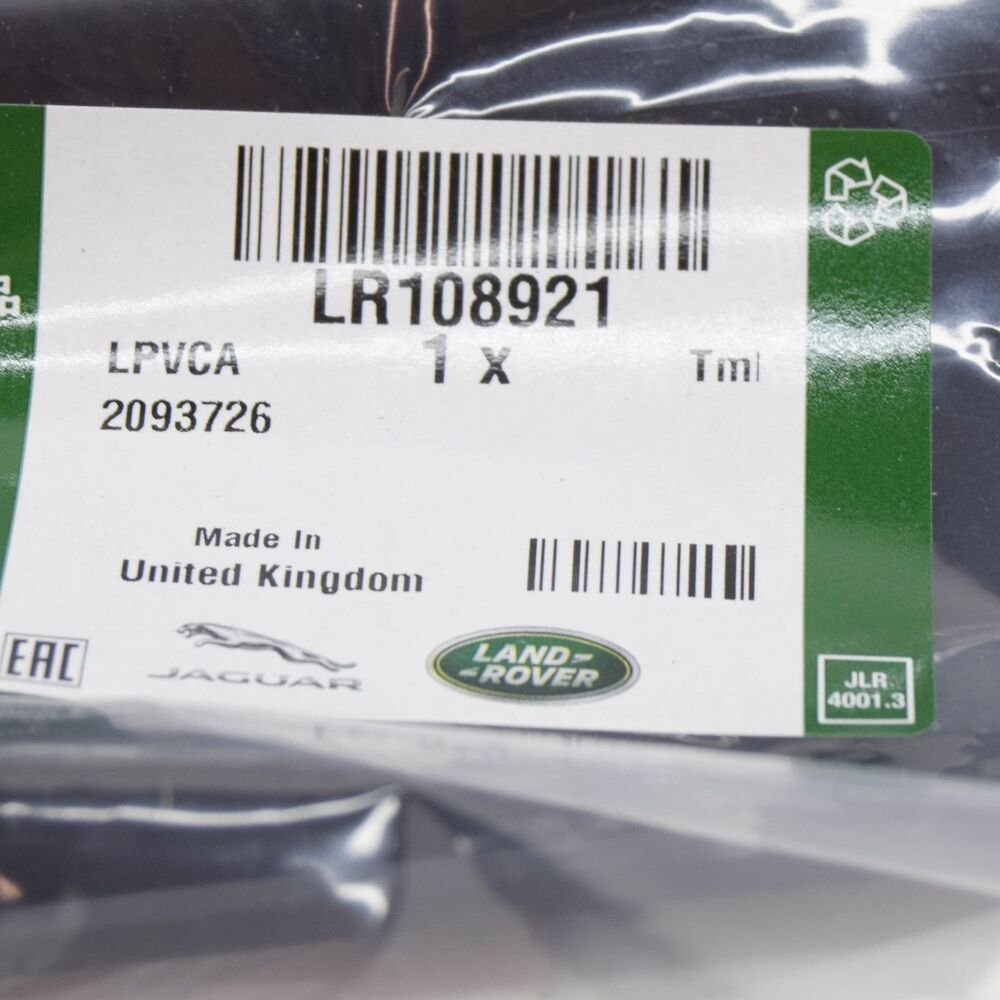 LR108921
LPVCA 1 x Tml
2093726
Made In
United Kingdom
EAC
JAGUAR
LAND
ROVER
JLR
4001.3